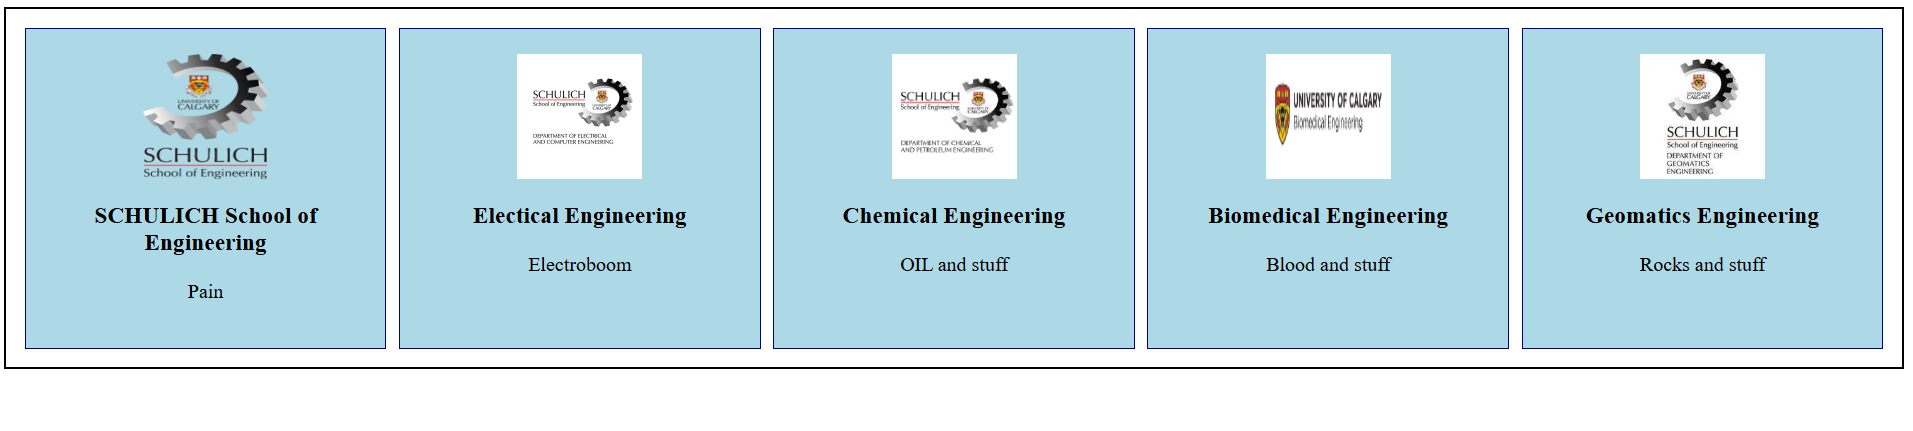 UNIVERSITY OF
CALGARY
SCHULICH
School of Engineering
SCHULICH School of
Engineering
Pain
SCHULICH
School of Engineering
UNIVERSITY OF
CALGARY
DEPARTMENT OF ELECTRICAL
AND COMPUTER ENGINEERING
Electical Engineering
Electroboom
SCHULICH
School of Engineering
UNIVERSITY OF
CALGARY
DEPARTMENT OF CHEMICAL
AND PETROLEUM ENGINEERING
Chemical Engineering
OIL and stuff
UNIVERSITY OF CALGARY
Biomedical Engineering
Biomedical Engineering
Blood and stuff
UNIVERSITY OF
CALGARY
SCHULICH
School of Engineering
DEPARTMENT OF
GEOMATICS
ENGINEERING
Geomatics Engineering
Rocks and stuff